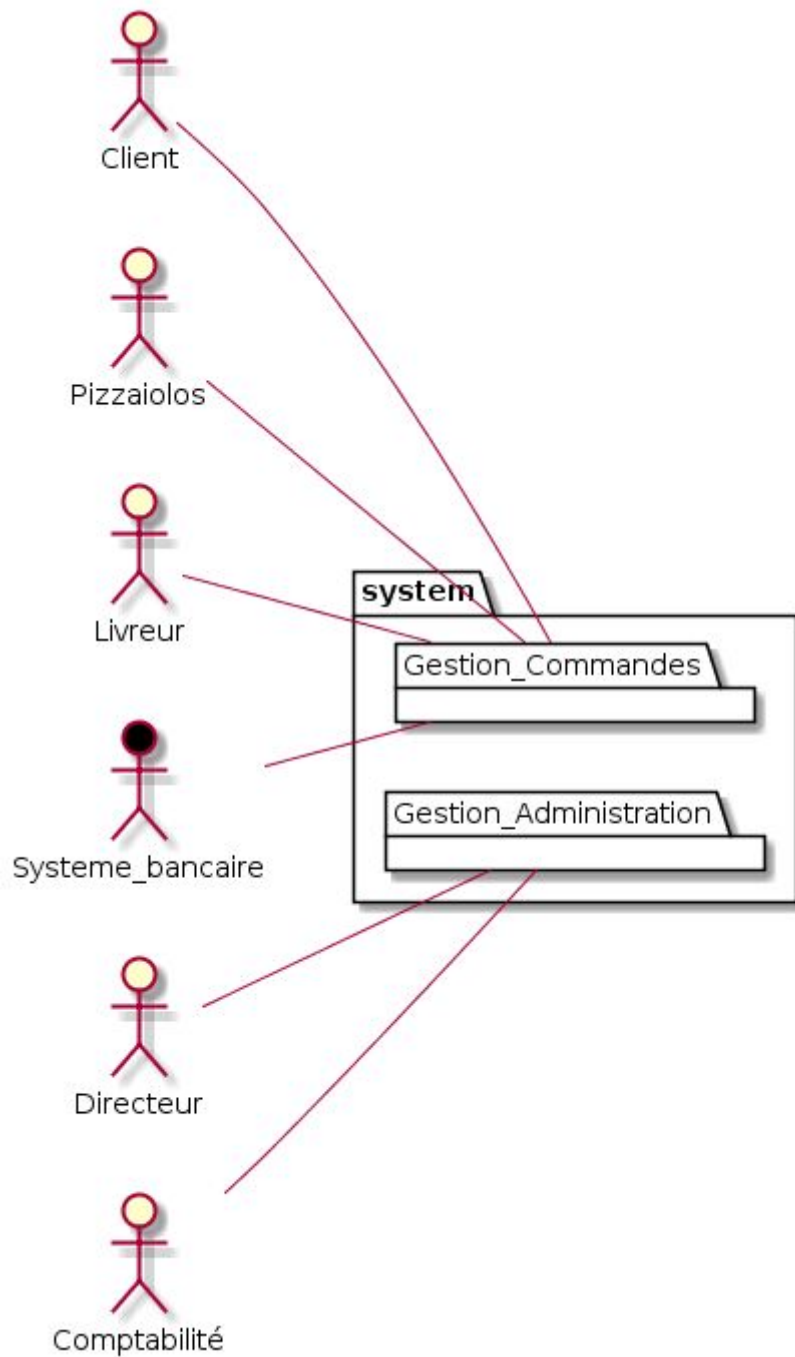 Client
Pizzaiolos
Livreur
system
Gestion_Commandes
Systeme_bancaire
Gestion_Administration
Directeur
Comptabilité